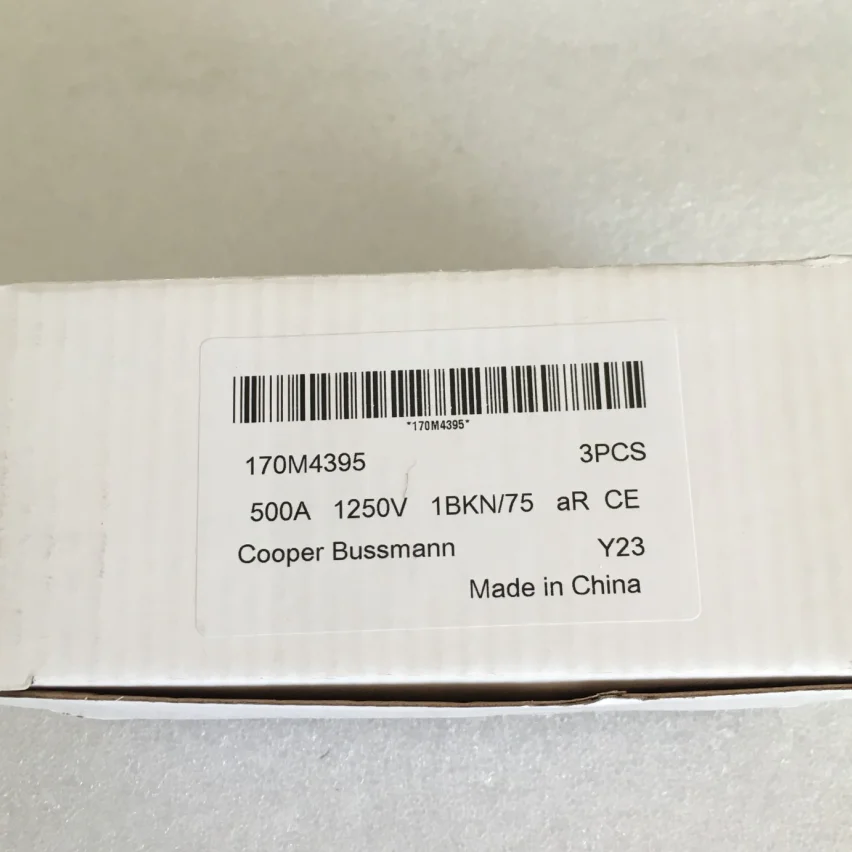 *170M4395*
170M4395 3PCS
500A 1250V 1BKN/75 aR CE
Cooper Bussmann Y23
Made in China